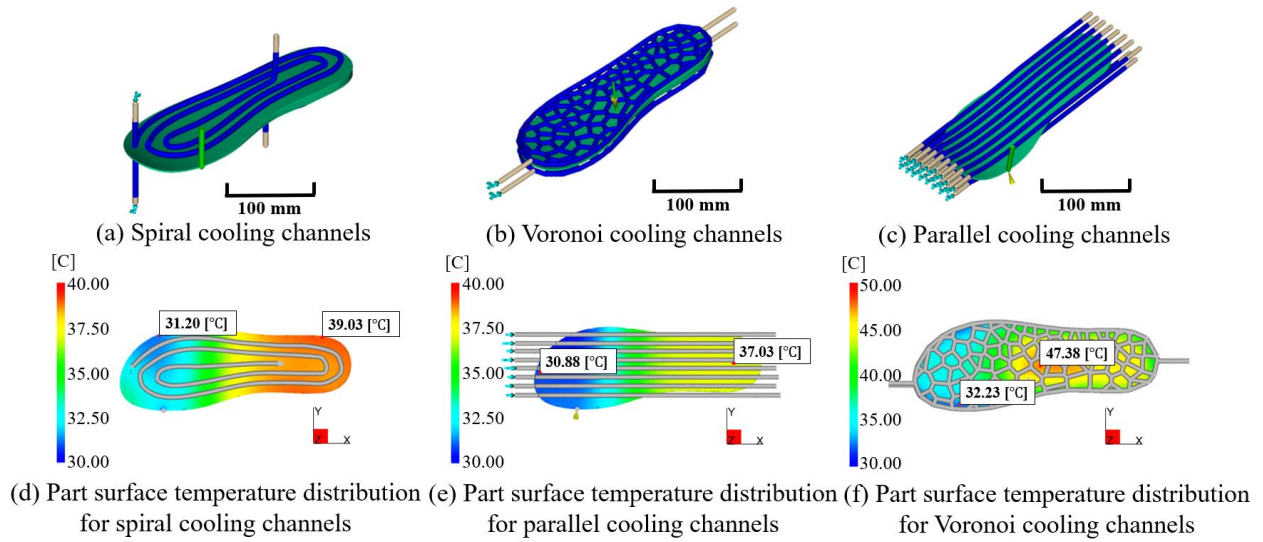 100 mm
100 mm
100 mm
(a) Spiral cooling channels
(b) Voronoi cooling channels
(c) Parallel cooling channels
[C]
40.00
37.50
35.00
32.50
30.00
31.20 [°C]
39.03 [°C]
Y
Z
X
[C]
40.00
37.50
35.00
32.50
30.00
30.88 [°C]
37.03 [°C]
Y
Z
X
[C]
50.00
45.00
40.00
35.00
30.00
47.38 [°C]
32.23 [°C]
Y
Z
X
(d) Part surface temperature distribution
for spiral cooling channels
(e) Part surface temperature distribution
for parallel cooling channels
(f) Part surface temperature distribution
for Voronoi cooling channels